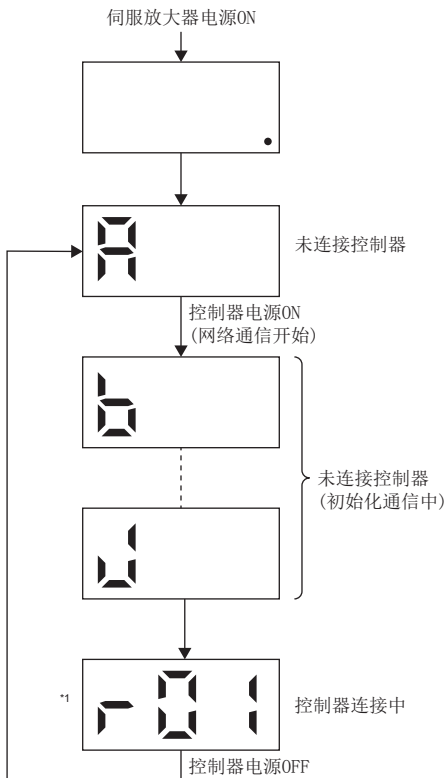 伺服放大器电源ON
.
A
未连接控制器
控制器电源ON
(网络通信开始)
b
未连接控制器
(初始化通信中)
J
*1
r01
控制器连接中
控制器电源OFF